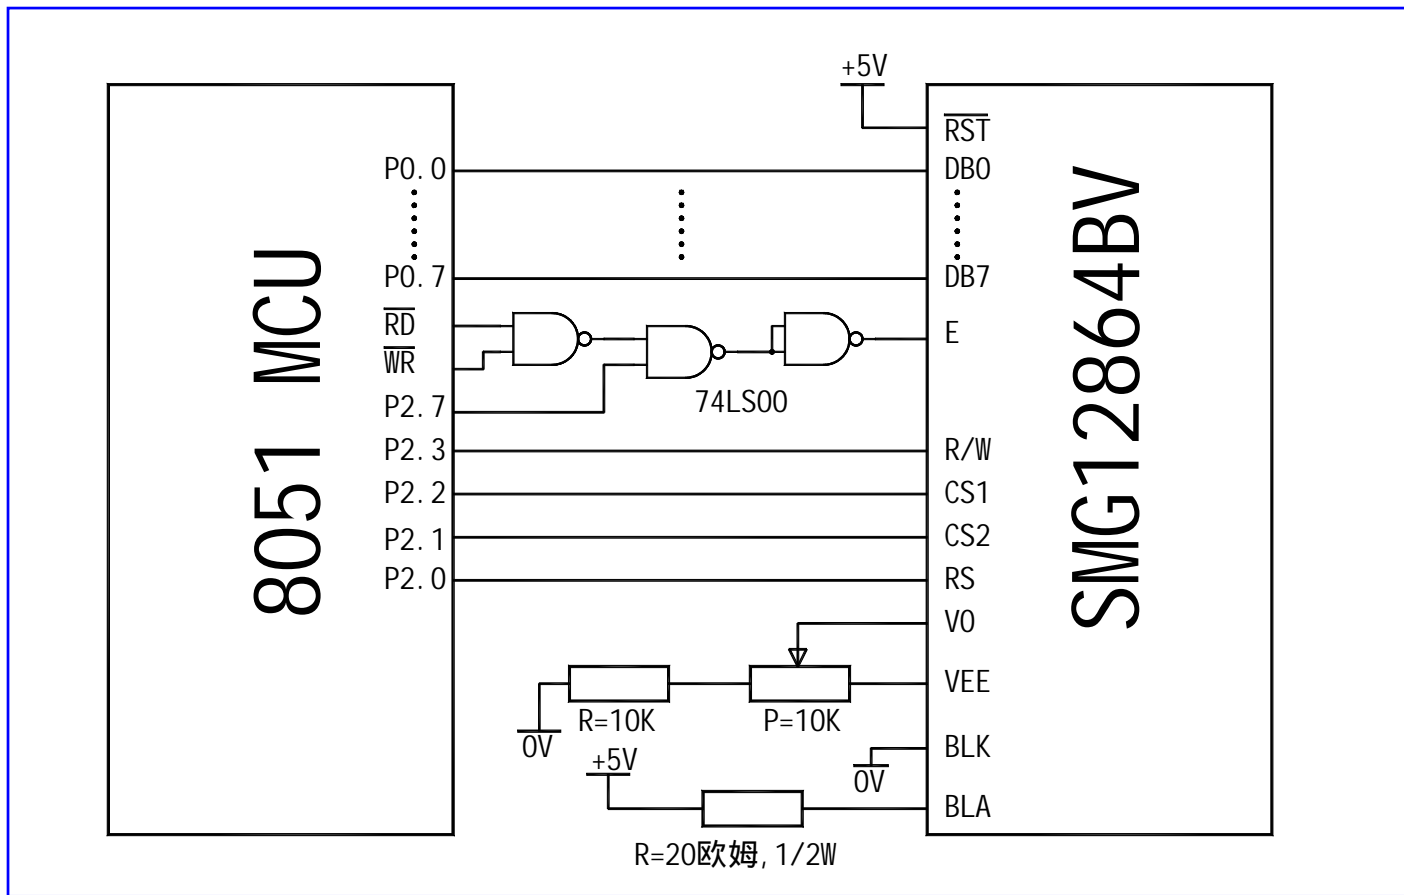 +5V
RST
P0.0
DB0
P0.7
DB7
RD
E
WR
74LS00
P2.7
P2.3
R/W
P2.2
CS1
P2.1
CS2
P2.0
RS
V0
VEE
R=10K
P=10K
0V
BLK
+5V
0V
BLA
R=20欧姆,1/2W
8051 MCU
SMG12864BV